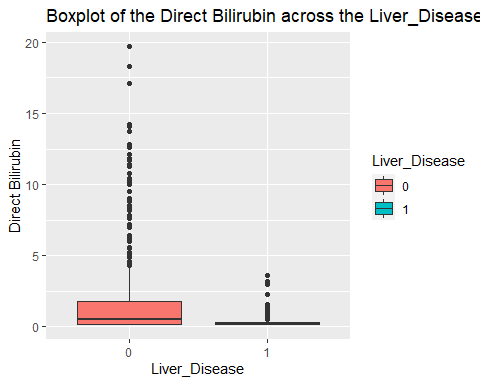 Boxplot of the Direct Bilirubin across the Liver_Disease
20
15
10
5
0
Direct Bilirubin
0
1
Liver_Disease
Liver_Disease
0
1